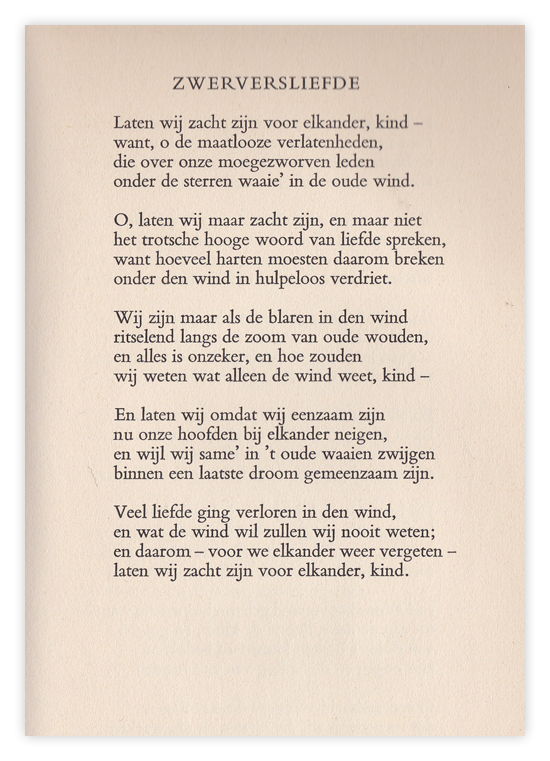 ZWERVERSLIEFDE
Laten wij zacht zijn voor elkander, kind –
want, o de maatlooze verlatenheden,
die over onze moegezworven leden
onder de sterren waaie’ in de oude wind.
O, laten wij maar zacht zijn, en maar niet
het trotsche hooge woord van liefde spreken,
want hoeveel harten moesten daarom breken
onder den wind in hulpeloos verdriet.
Wij zijn maar als de blaren in den wind
ritselend langs de zoom van oude wouden,
en alles is onzeker, en hoe zouden
wij weten wat alleen de wind weet, kind –
En laten wij omdat wij eenzaam zijn
nu onze hoofden bij elkander neigen,
en wijl wij same’ in ’t oude waaien zwijgen
binnen een laatste droom gemeenzaam zijn.
Veel liefde ging verloren in den wind,
en wat de wind wil zullen wij nooit weten;
en daarom – voor we elkander weer vergeten –
laten wij zacht zijn voor elkander, kind.